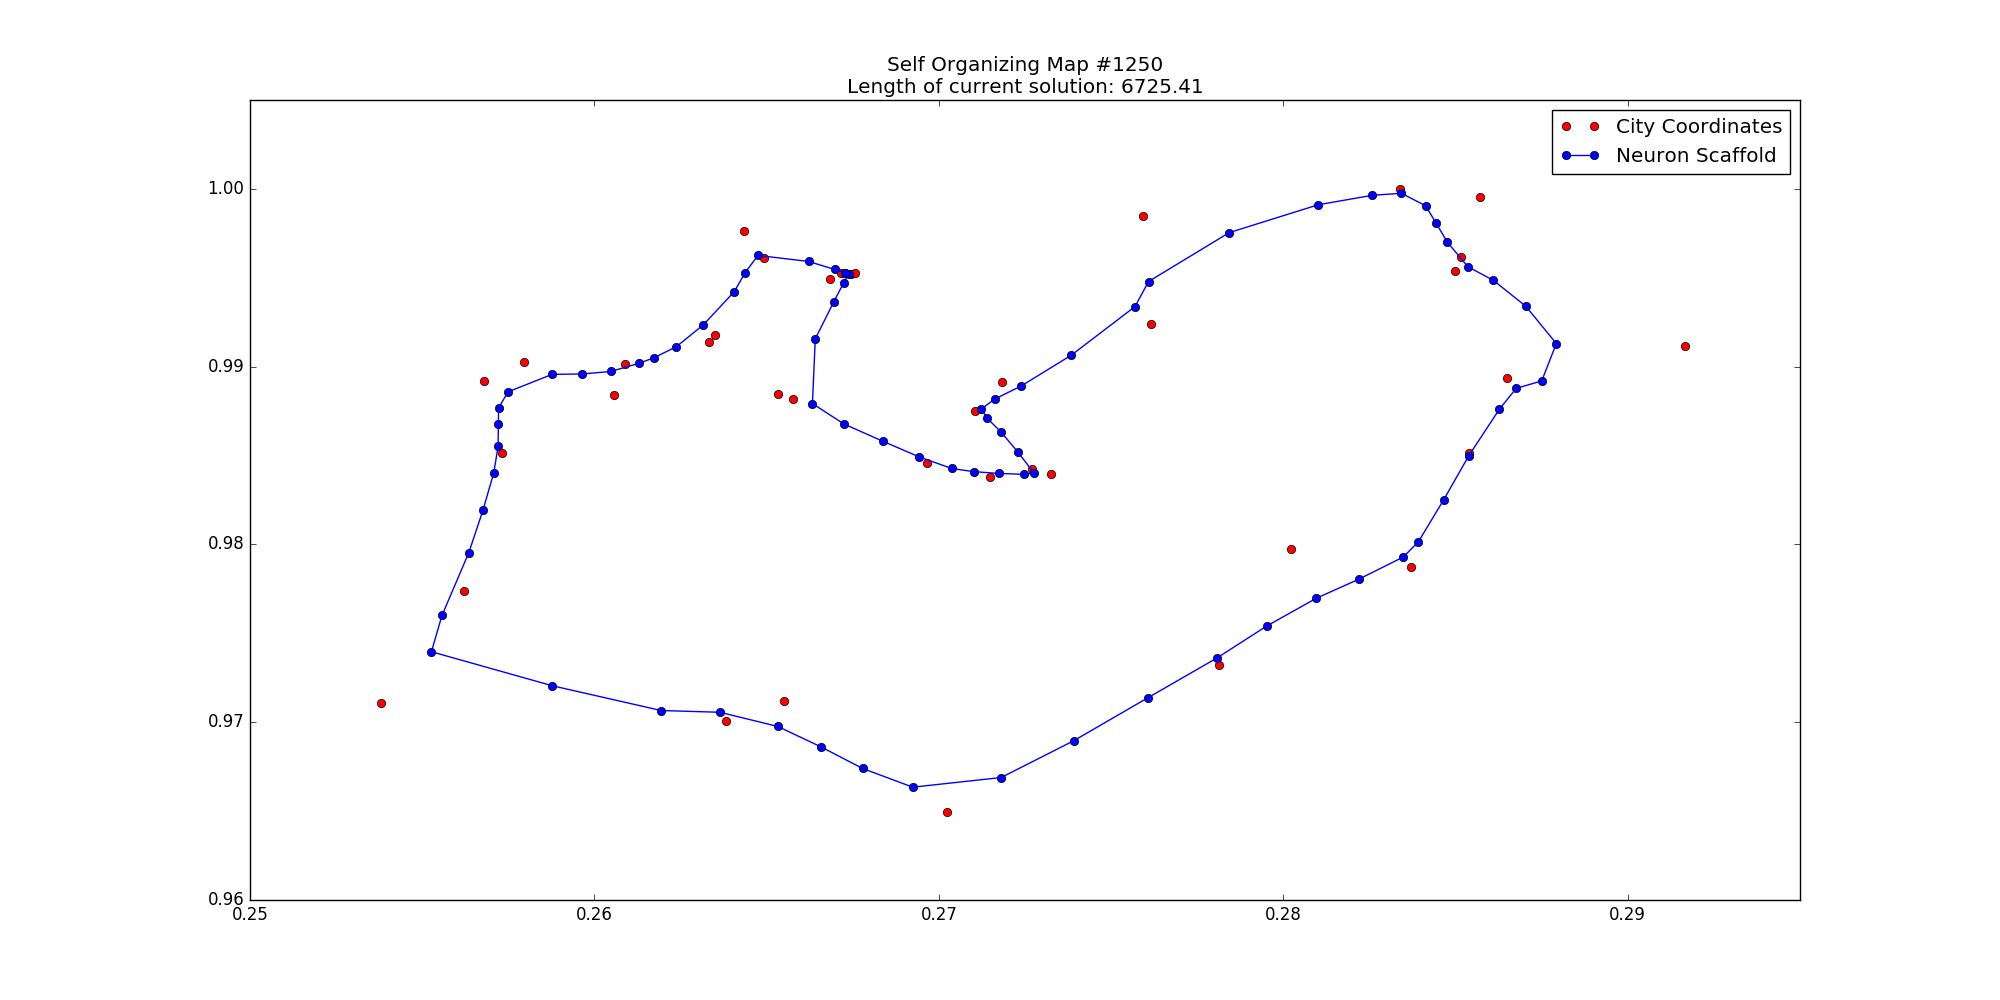 Self Organizing Map #1250
Length of current solution: 6725.41
City Coordinates
Neuron Scaffold
1.00
0.99
0.98
0.97
0.96
0.25
0.26
0.27
0.28
0.29